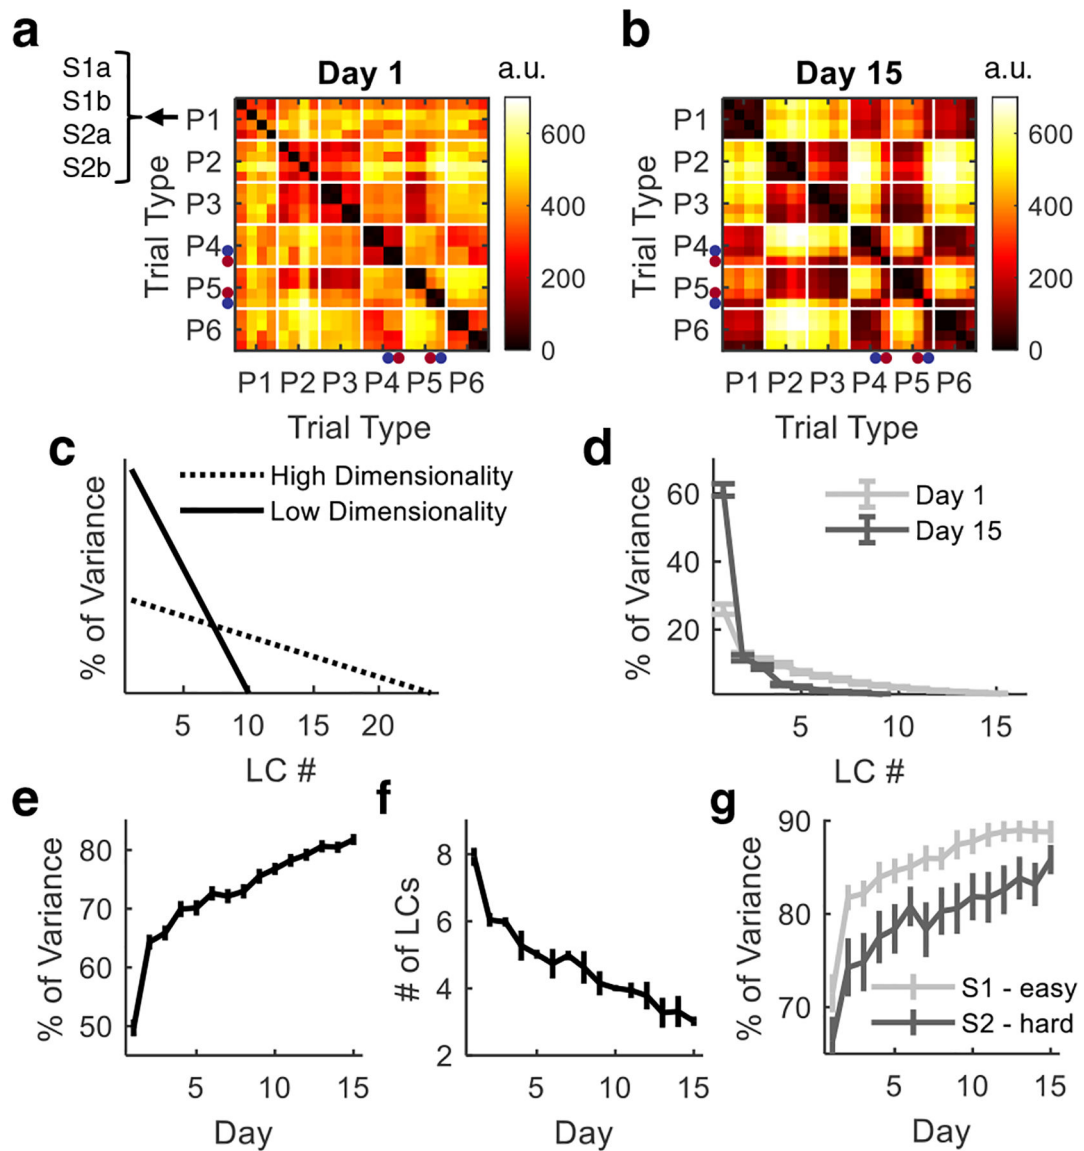 a
S1a
S1b
S2a
S2b
Day 1
a.u.
P1
P2
P3
P4
P5
P6
Trial Type
600
400
200
0
P1 P2 P3 P4 P5 P6
Trial Type
b
Day 15
a.u.
P1
P2
P3
P4
P5
P6
Trial Type
600
400
200
0
P1 P2 P3 P4 P5 P6
Trial Type
c
High Dimensionality
Low Dimensionality
% of Variance
5 10 15 20
LC #
d
Day 1
Day 15
% of Variance
60
40
20
5 10 15
LC #
e
% of Variance
80
70
60
50
5 10 15
Day
f
# of LCs
8
6
4
2
5 10 15
Day
g
% of Variance
90
80
70
S1 - easy
S2 - hard
5 10 15
Day